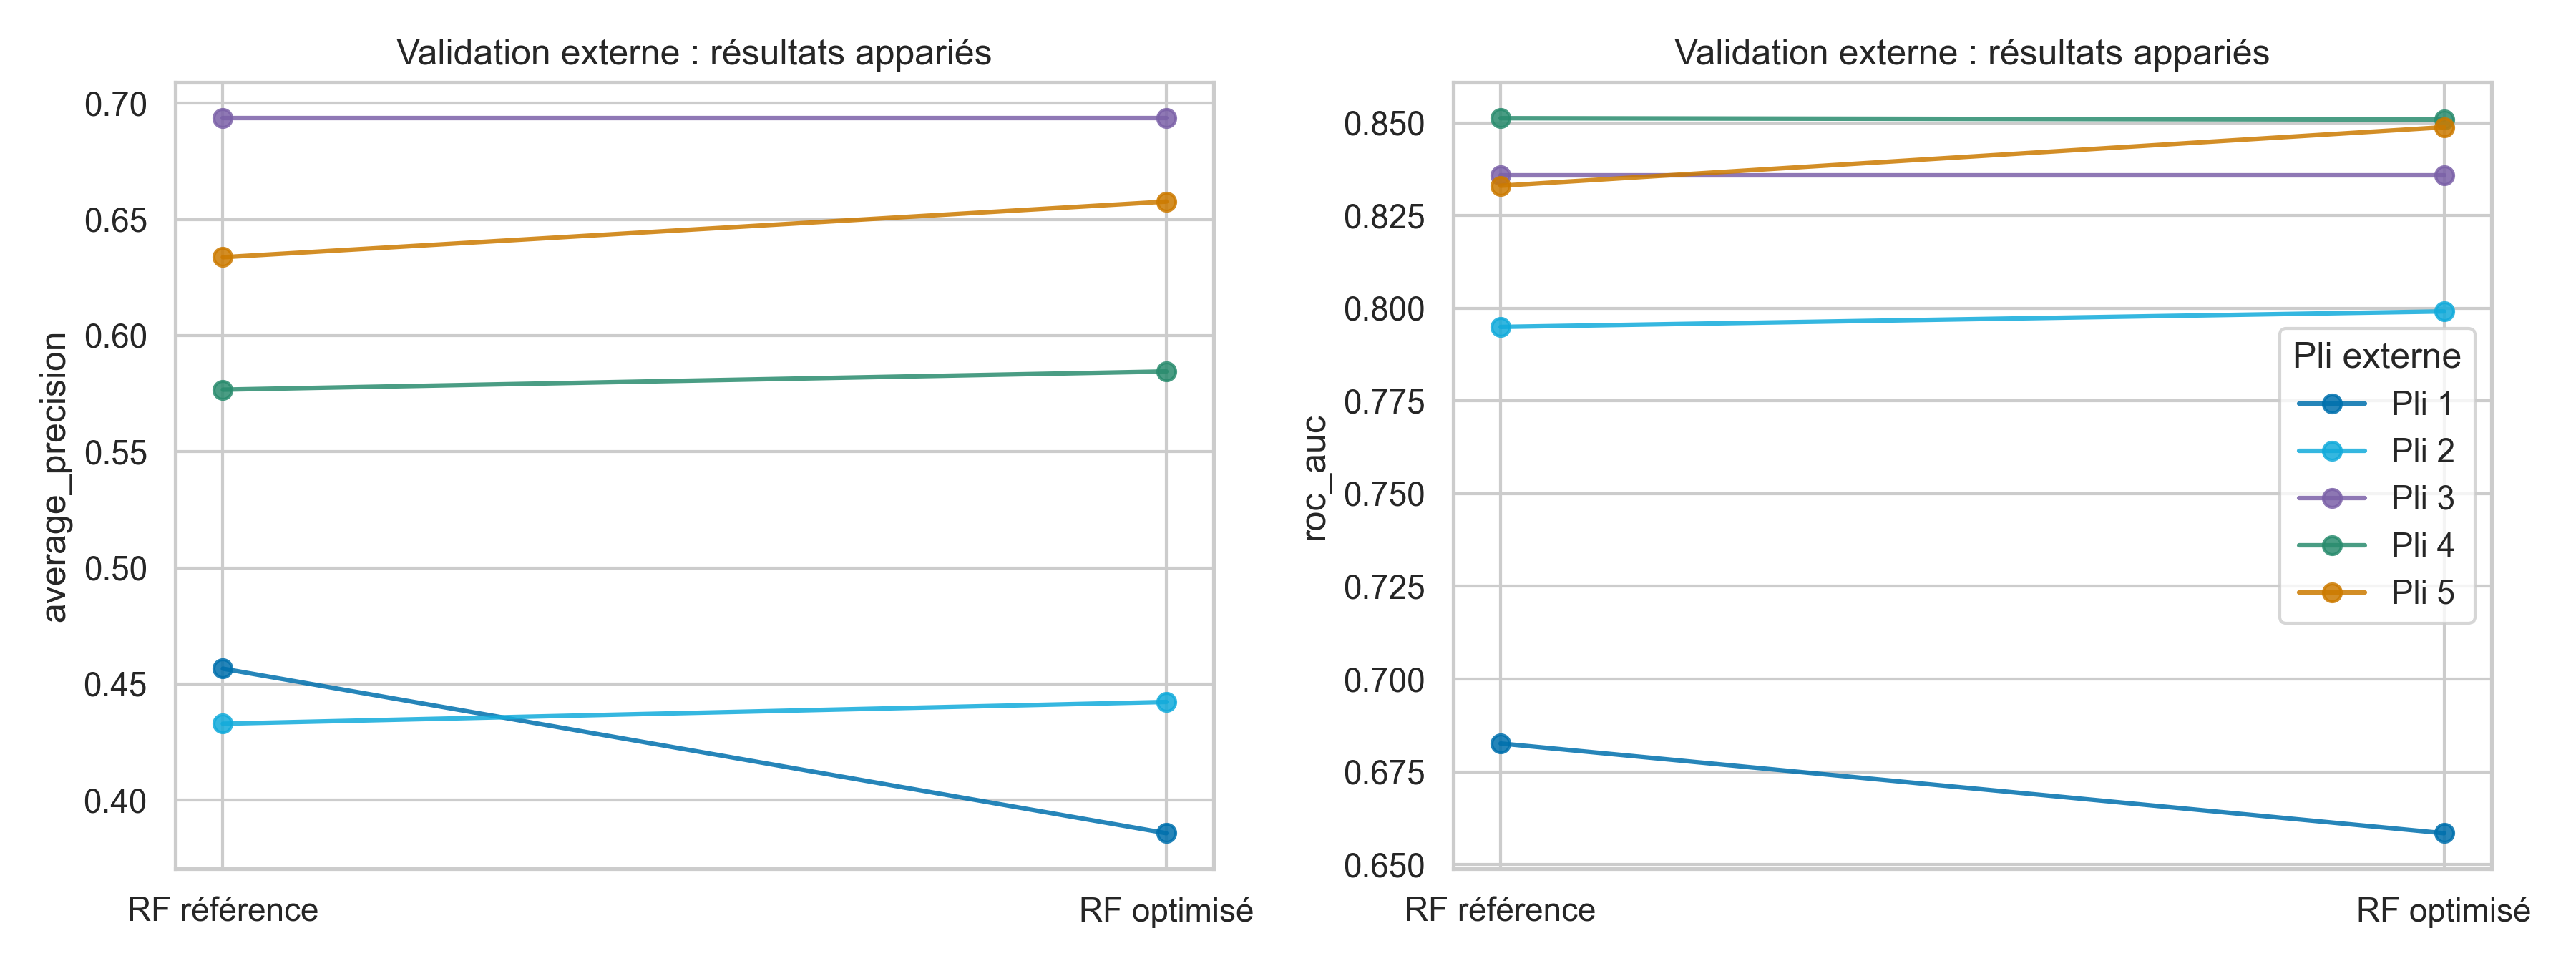 Validation externe : résultats appariés
average_precision
0.70
0.65
0.60
0.55
0.50
0.45
0.40
RF référence
RF optimisé
Validation externe : résultats appariés
roc_auc
0.850
0.825
0.800
0.775
0.750
0.725
0.700
0.675
0.650
Pli externe
Pli 1
Pli 2
Pli 3
Pli 4
Pli 5
RF référence
RF optimisé